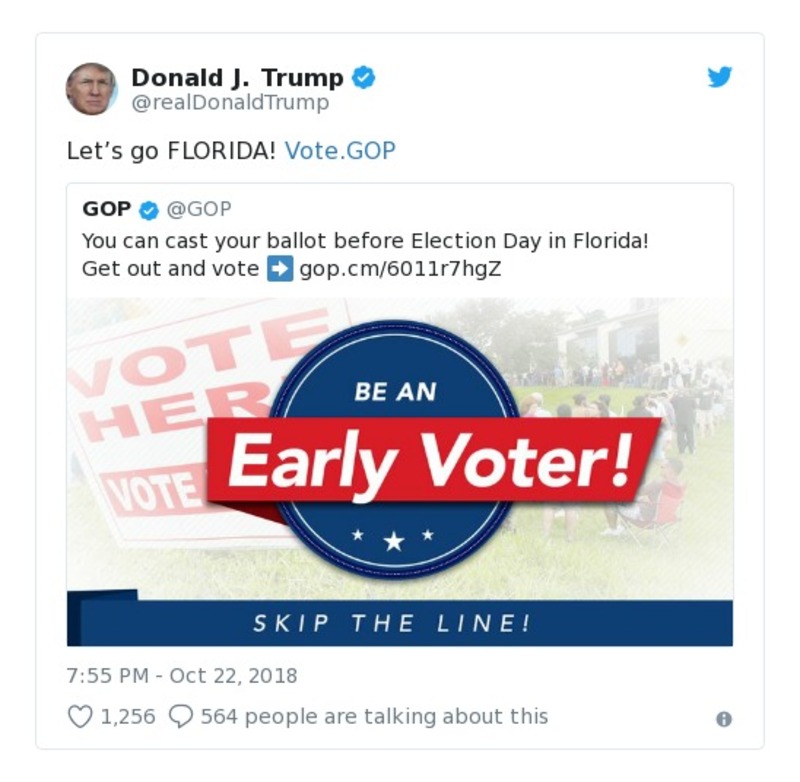 Donald J. Trump
@realDonaldTrump
Let’s go FLORIDA! Vote.GOP
GOP @GOP
You can cast your ballot before Election Day in Florida!
Get out and vote ➡ gop.cm/6011r7hgZ
VOTE
HER
VOTE
BE AN
Early Voter!
SKIP THE LINE!
7:55 PM - Oct 22, 2018
1,256 564 people are talking about this